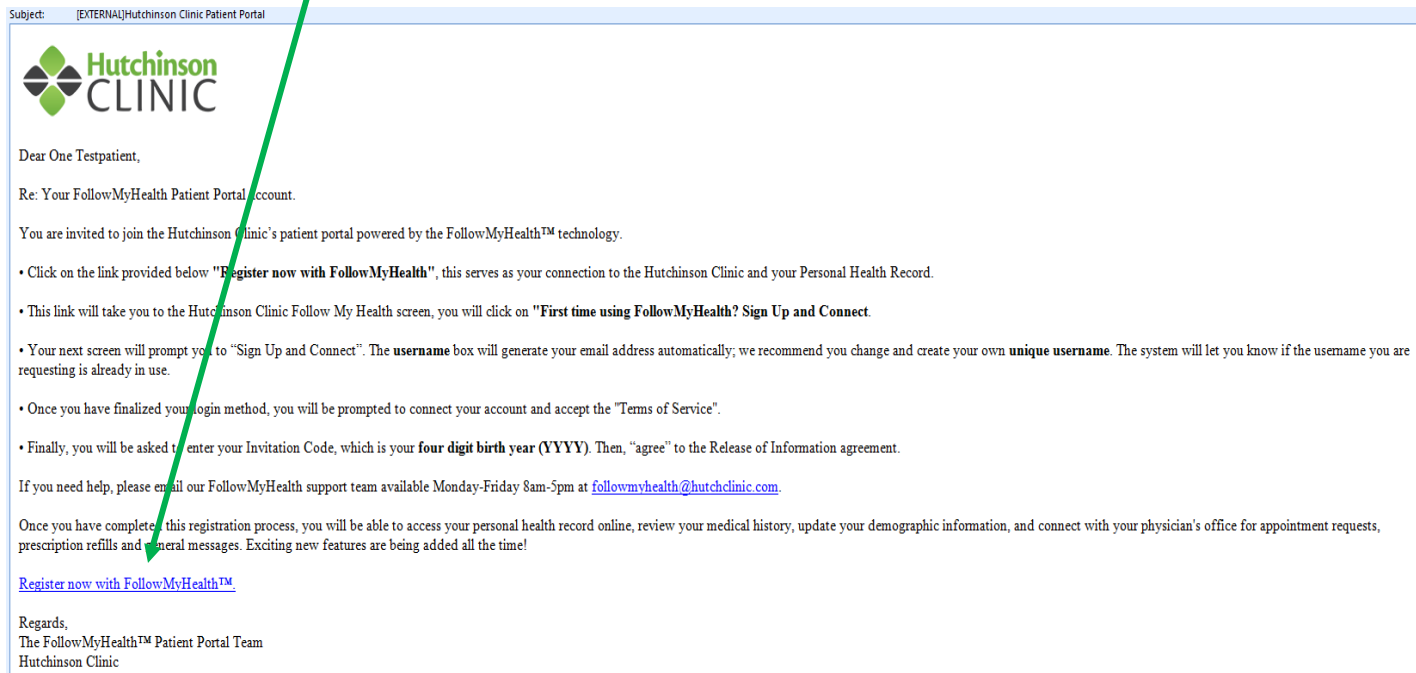 Subject: [EXTERNAL]Hutchinson Clinic Patient Portal
Hutchinson
CLINIC
Dear One Testpatient,
Re: Your FollowMyHealth Patient Portal account.
You are invited to join the Hutchinson Clinic’s patient portal powered by the FollowMyHealth™ technology.
• Click on the link provided below "Register now with FollowMyHealth", this serves as your connection to the Hutchinson Clinic and your Personal Health Record.
• This link will take you to the Hutchinson Clinic Follow My Health screen, you will click on "First time using FollowMyHealth? Sign Up and Connect.
• Your next screen will prompt you to “Sign Up and Connect”. The username box will generate your email address automatically; we recommend you change and create your own unique username. The system will let you know if the username you are
requesting is already in use.
• Once you have finalized your login method, you will be prompted to connect your account and accept the "Terms of Service".
• Finally, you will be asked to enter your Invitation Code, which is your four digit birth year (YYYY). Then, “agree” to the Release of Information agreement.
If you need help, please email our FollowMyHealth support team available Monday-Friday 8am-5pm at followmyhealth@hutchclinic.com.
Once you have completed this registration process, you will be able to access your personal health record online, review your medical history, update your demographic information, and connect with your physician's office for appointment requests,
prescription refills and general messages. Exciting new features are being added all the time!
Register now with FollowMyHealth™.
Regards,
The FollowMyHealth™ Patient Portal Team
Hutchinson Clinic